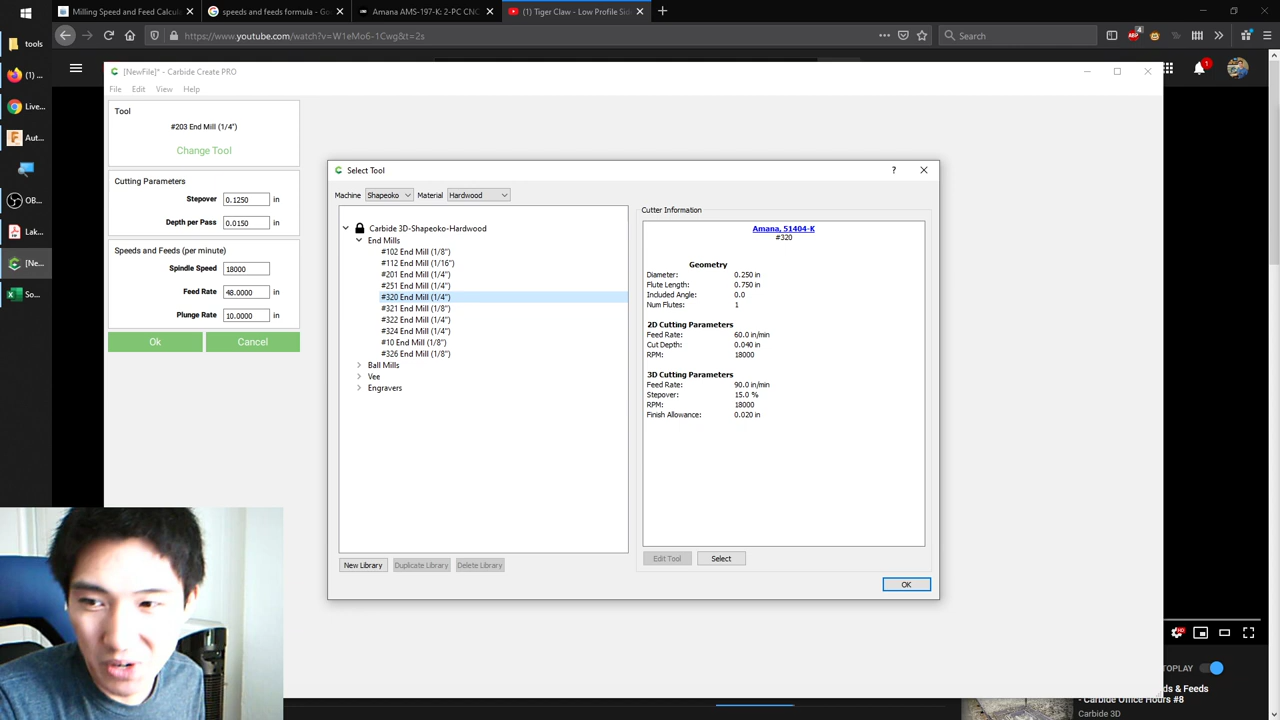 Milling Speed and Feed Calcul
speeds and feeds formula - Go
Amana AMS-197-K: 2-PC CNC
(1) Tiger Claw - Low Profile Sid
tools
https://www.youtube.com/watch?v=W1eMo6-1Cwg&t=2s
Search
4
(1) ...
Live...
Aut...
OB...
Lak...
[Ne...
So...
1
[NewFile]* - Carbide Create PRO
File Edit View Help
Tool
#203 End Mill (1/4")
Change Tool
Cutting Parameters
Stepover 0.1250 in
Depth per Pass 0.0150 in
Speeds and Feeds (per minute)
Spindle Speed 18000
Feed Rate 48.0000 in
Plunge Rate 10.0000 in
Ok Cancel
Select Tool
?
Machine Shapeoko Material Hardwood
Carbide 3D-Shapeoko-Hardwood
End Mills
#102 End Mill (1/8")
#112 End Mill (1/16")
#201 End Mill (1/4")
#251 End Mill (1/4")
#320 End Mill (1/4")
#321 End Mill (1/8")
#322 End Mill (1/4")
#324 End Mill (1/4")
#10 End Mill (1/8")
#326 End Mill (1/8")
Ball Mills
Vee
Engravers
New Library Duplicate Library Delete Library
Cutter Information
Amana, 51404-K
#320
Geometry
Diameter: 0.250 in
Flute Length: 0.750 in
Included Angle: 0.0
Num Flutes: 1
2D Cutting Parameters
Feed Rate: 60.0 in/min
Cut Depth: 0.040 in
RPM: 18000
3D Cutting Parameters
Feed Rate: 90.0 in/min
Stepover: 15.0 %
RPM: 18000
Finish Allowance: 0.020 in
Edit Tool Select
OK
HD
TOPLAY
ds & Feeds
- Carbide Office Hours #8
Carbide 3D